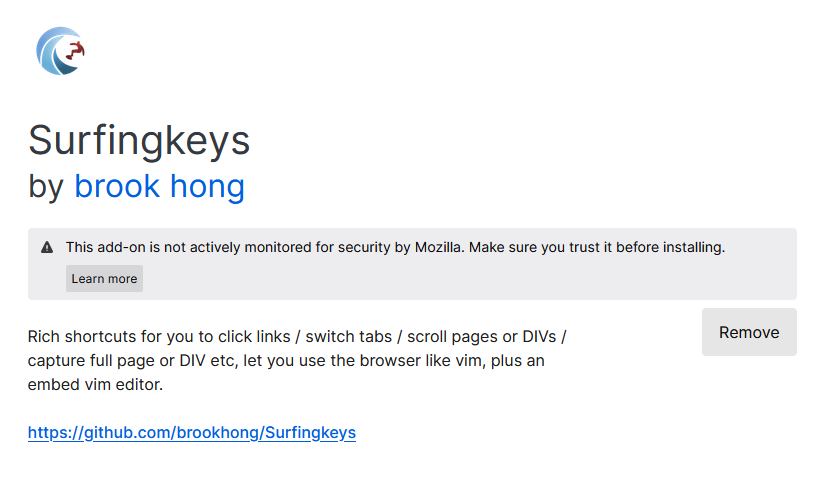 Surfingkeys
by brook hong
This add-on is not actively monitored for security by Mozilla. Make sure you trust it before installing.
Learn more
Rich shortcuts for you to click links / switch tabs / scroll pages or DIVs /
capture full page or DIV etc, let you use the browser like vim, plus an
embed vim editor.
Remove
https://github.com/brookhong/Surfingkeys